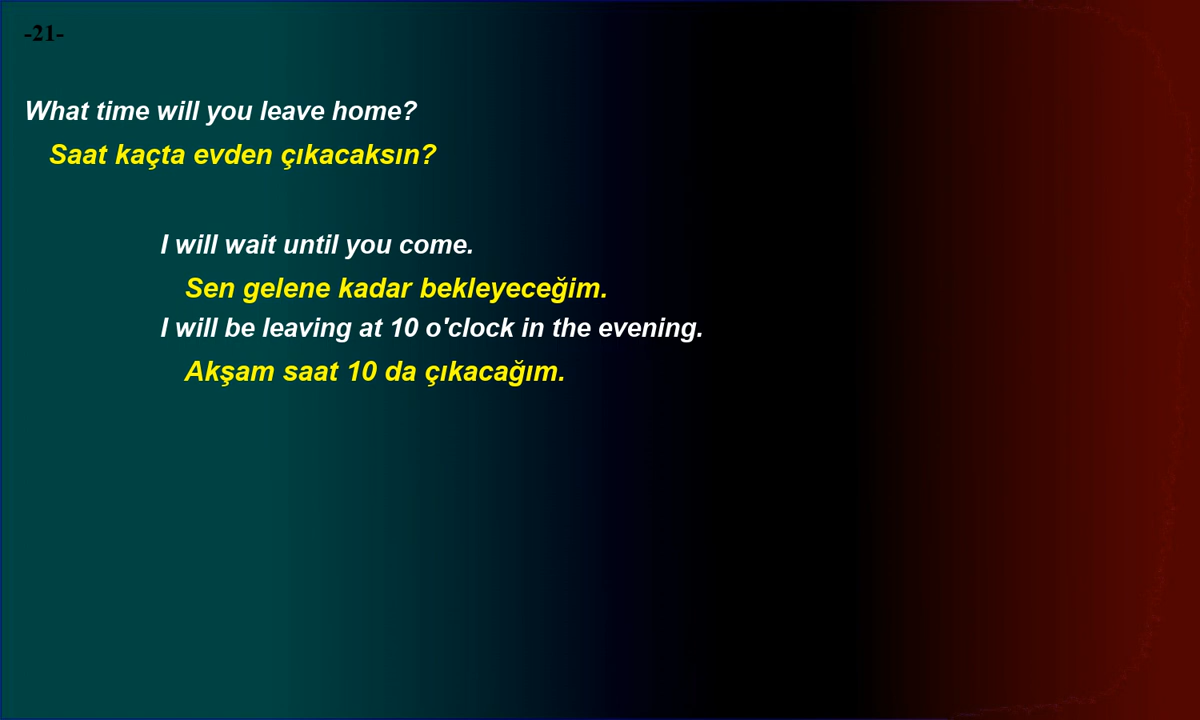 -21-
What time will you leave home?
Saat kaçta evden çıkacaksın?
I will wait until you come.
Sen gelene kadar bekleyeceğim.
I will be leaving at 10 o'clock in the evening.
Akşam saat 10 da çıkacağım.